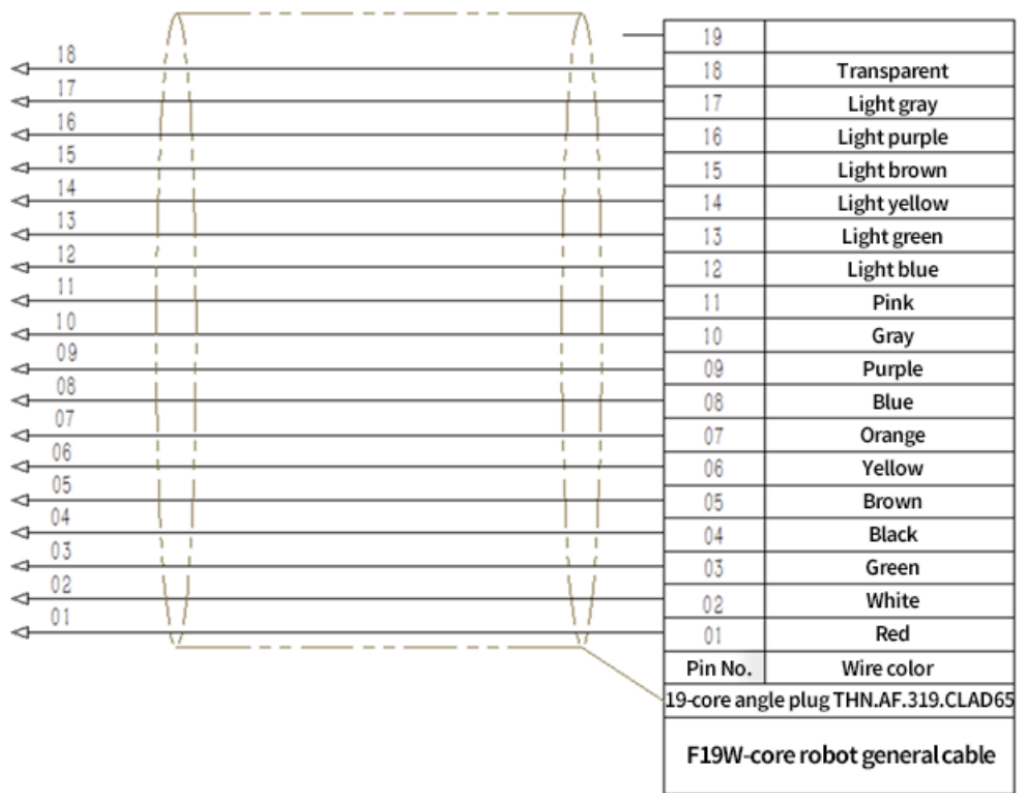 19
18 18 Transparent
17 17 Light gray
16 16 Light purple
15 15 Light brown
14 14 Light yellow
13 13 Light green
12 12 Light blue
11 11 Pink
10 10 Gray
09 09 Purple
08 08 Blue
07 07 Orange
06 06 Yellow
05 05 Brown
04 04 Black
03 03 Green
02 02 White
01 01 Red
Pin No. Wire color
19-core angle plug THN.AF.319.CLAD65
F19W-core robot general cable